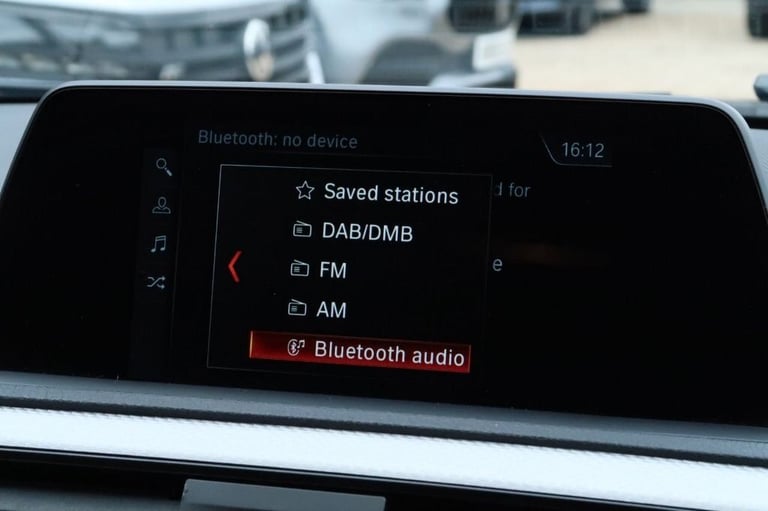 Bluetooth: no device
16:12
Saved stations
d for
DAB/DMB
e
FM
AM
Bluetooth audio